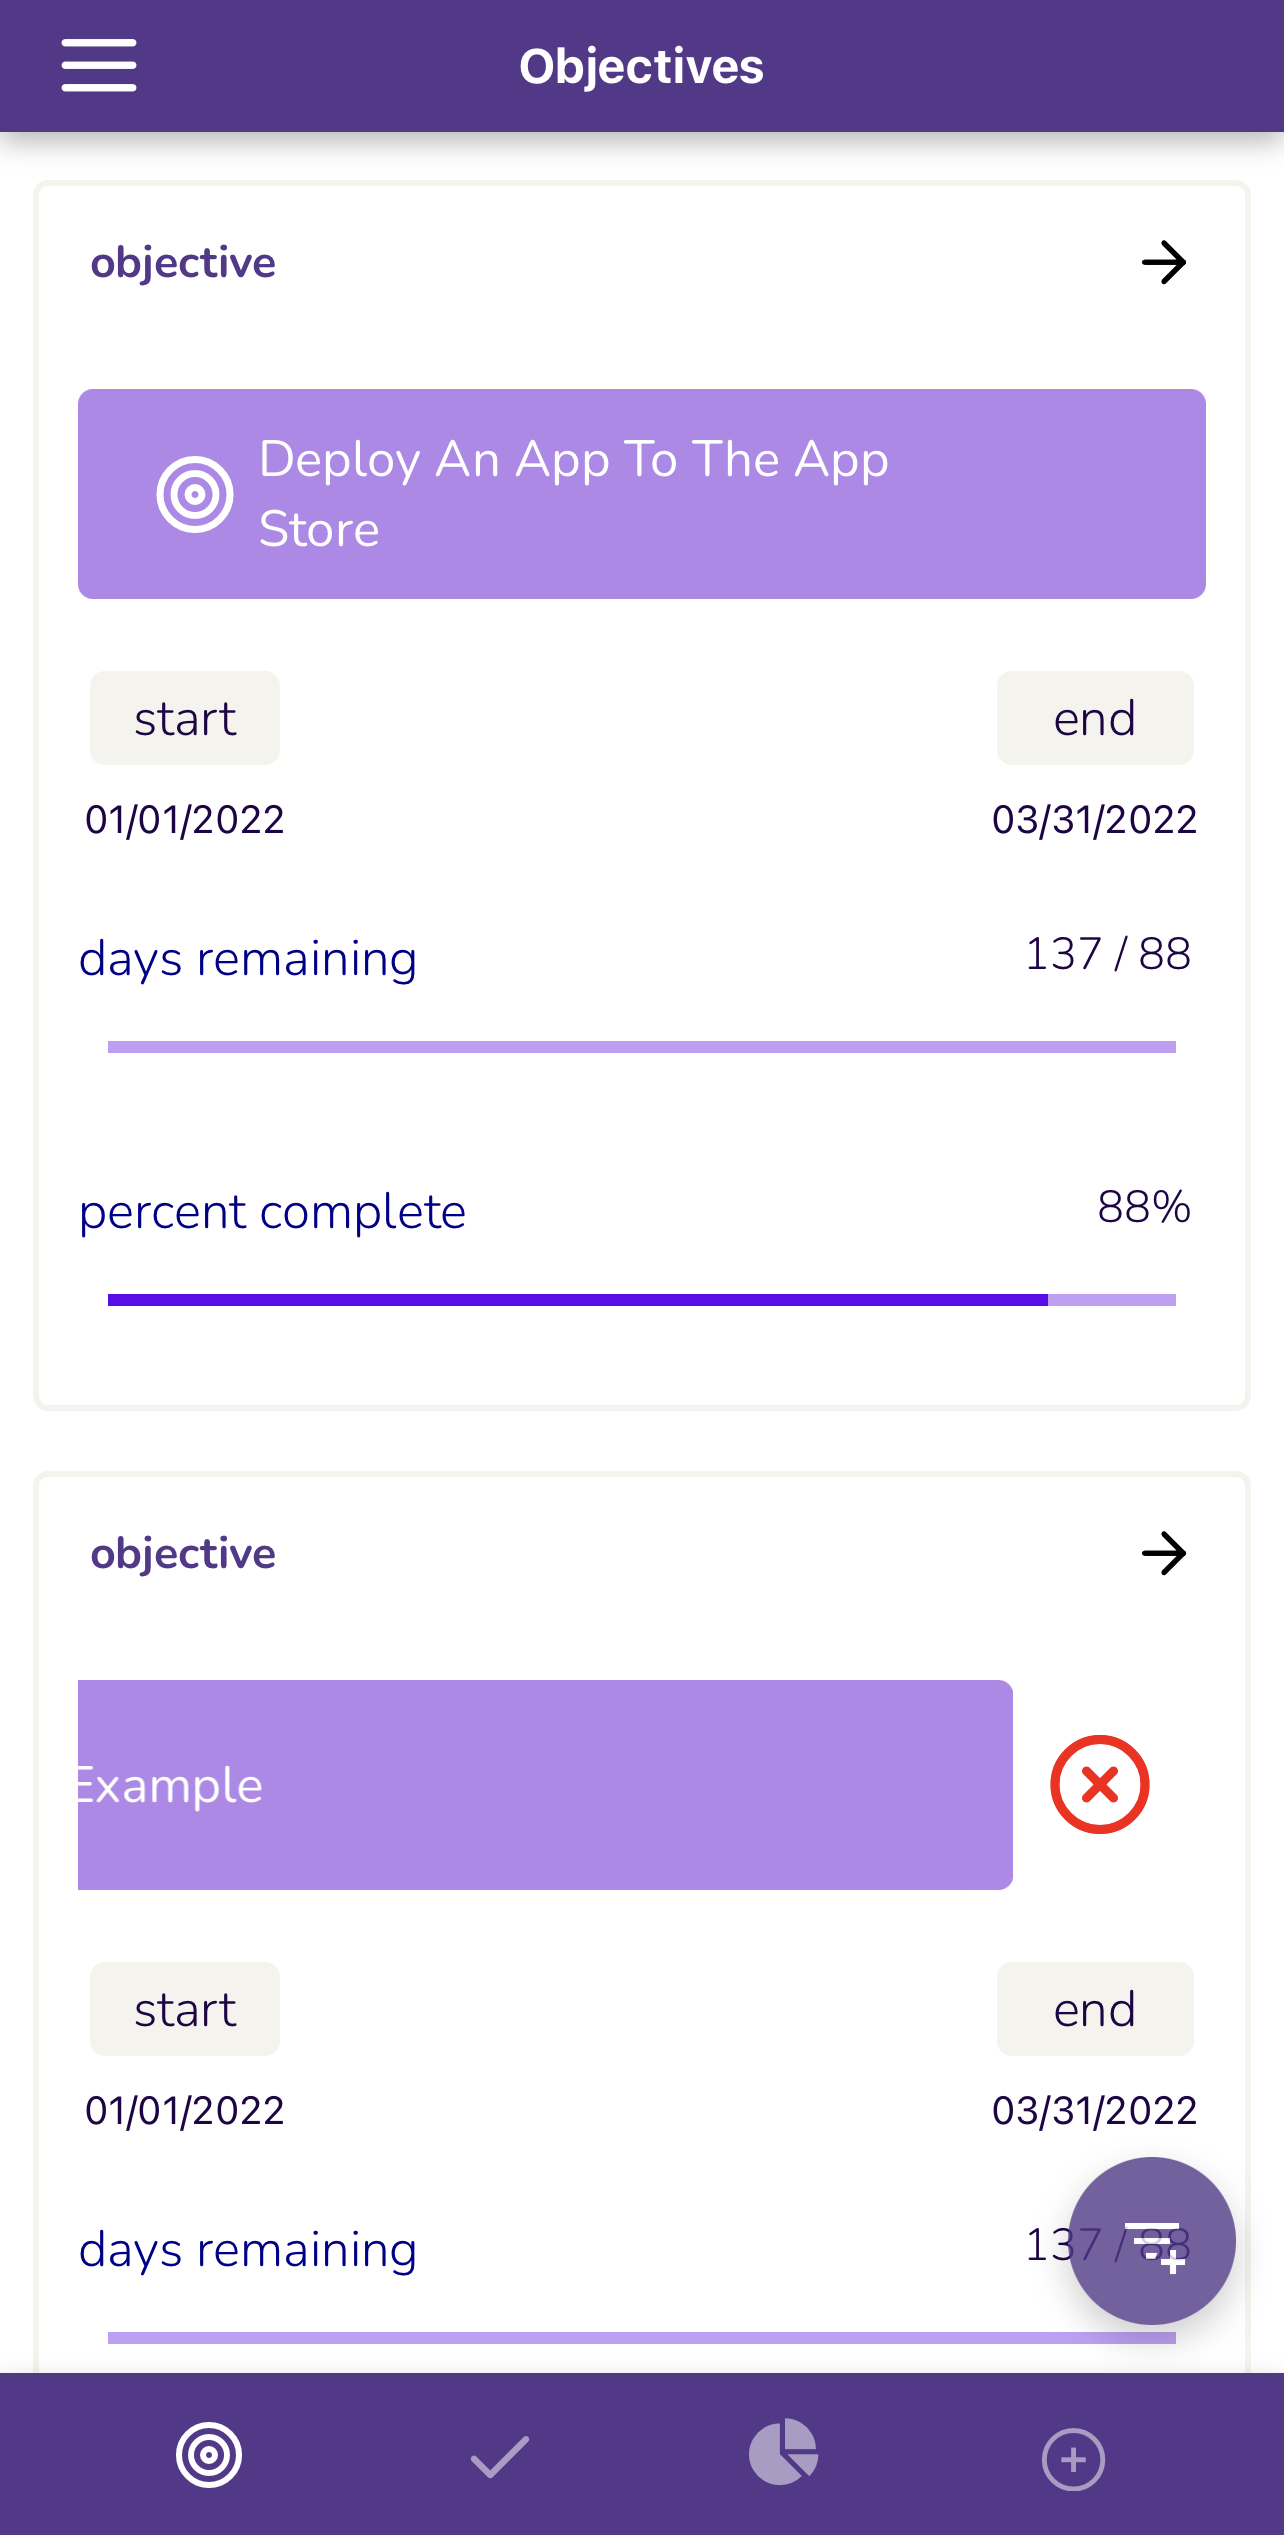 Objectives
objective
Deploy An App To The App
Store
start end
01/01/2022 03/31/2022
days remaining 137 / 88
percent complete 88%
objective
Example
start end
01/01/2022 03/31/2022
days remaining 137 / 88